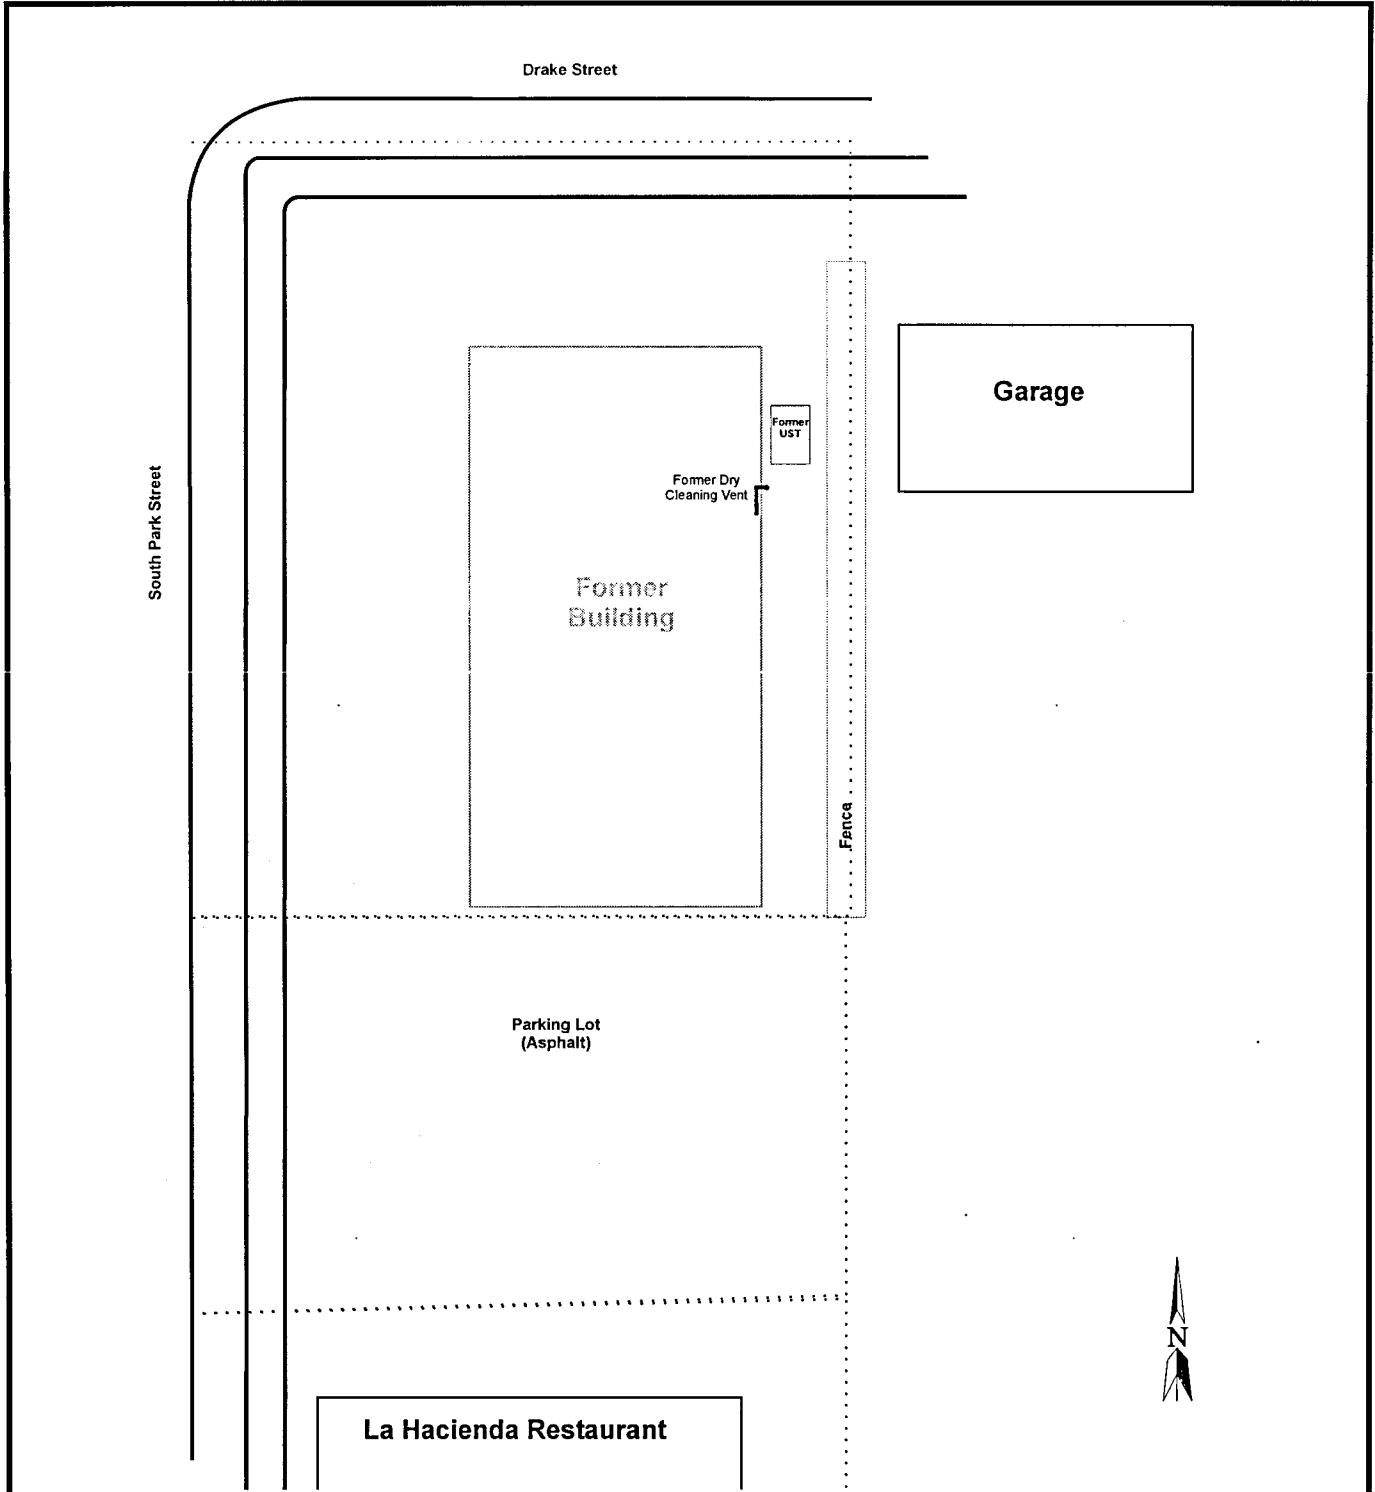 Drake Street
Garage
Former
UST
Former Dry
Cleaning Vent
South Park Street
Former
Building
Fence
Parking Lot
(Asphalt)
N
La Hacienda Restaurant